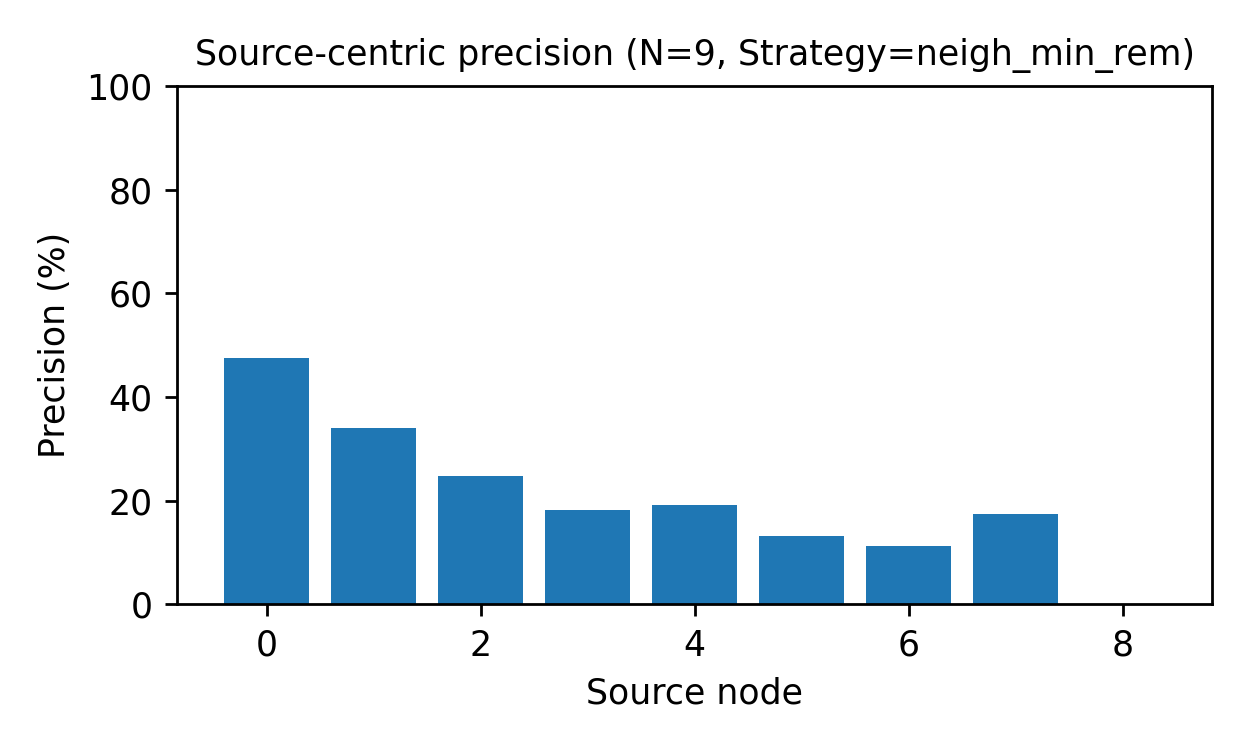 Source-centric precision (N=9, Strategy=neigh_min_rem)
100
80
60
40
20
0
Precision (%)
0 2 4 6 8
Source node